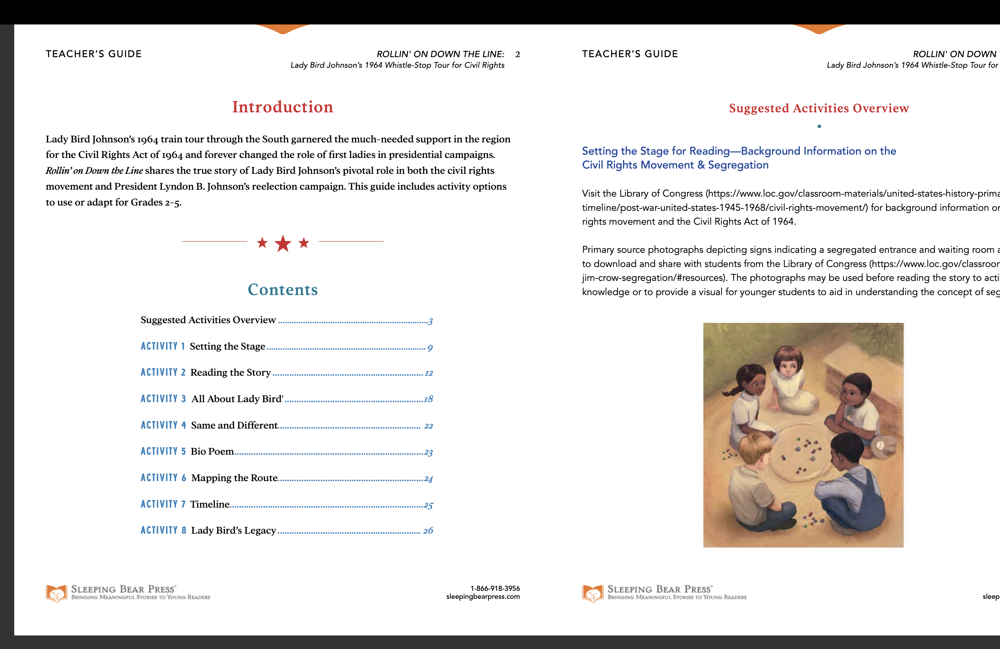 TEACHER'S GUIDE
ROLLIN' ON DOWN THE LINE: 2
Lady Bird Johnson's 1964 Whistle-Stop Tour for Civil Rights
Introduction
Lady Bird Johnson's 1964 train tour through the South garnered the much-needed support in the region
for the Civil Rights Act of 1964 and forever changed the role of first ladies in presidential campaigns.
Rollin' on Down the Line shares the true story of Lady Bird Johnson's pivotal role in both the civil rights
movement and President Lyndon B. Johnson's reelection campaign. This guide includes activity options
to use or adapt for Grades 2-5.
Contents
Suggested Activities Overview ........ 3
ACTIVITY 1 Setting the Stage ........ 9
ACTIVITY 2 Reading the Story ........ 12
ACTIVITY 3 All About Lady Bird' ........ 18
ACTIVITY 4 Same and Different ........ 22
ACTIVITY 5 Bio Poem ........ 23
ACTIVITY 6 Mapping the Route ........ 24
ACTIVITY 7 Timeline ........ 25
ACTIVITY 8 Lady Bird's Legacy ........ 26
SLEEPING BEAR PRESS™
BRINGING MEANINGFUL STORIES TO YOUNG READERS
1-866-918-3956
sleepingbearpress.com
TEACHER'S GUIDE
ROLLIN' ON DOWN
Lady Bird Johnson's 1964 Whistle-Stop Tour for
Suggested Activities Overview
Setting the Stage for Reading—Background Information on the
Civil Rights Movement & Segregation
Visit the Library of Congress (https://www.loc.gov/classroom-materials/united-states-history-prima
timeline/post-war-united-states-1945-1968/civil-rights-movement/) for background information on
rights movement and the Civil Rights Act of 1964.
Primary source photographs depicting signs indicating a segregated entrance and waiting room a
to download and share with students from the Library of Congress (https://www.loc.gov/classroom
jim-crow-segregation/#resources). The photographs may be used before reading the story to acti
knowledge or to provide a visual for younger students to aid in understanding the concept of seg
SLEEPING BEAR PRESS™
BRINGING MEANINGFUL STORIES TO YOUNG READERS
sleep